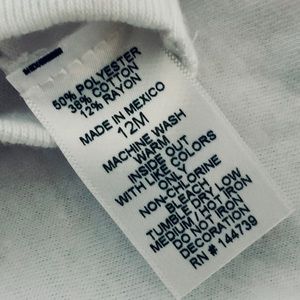 50% POLYESTER
38% COTTON
12% RAYON
MADE IN MEXICO
12M
MACHINE WASH
WARM
INSIDE OUT
WITH LIKE COLORS
ONLY
NON-CHLORINE
BLEACH
TUMBLE DRY LOW
MEDIUM / HOT IRON
DO NOT IRON
DECORATION
RN # 144739